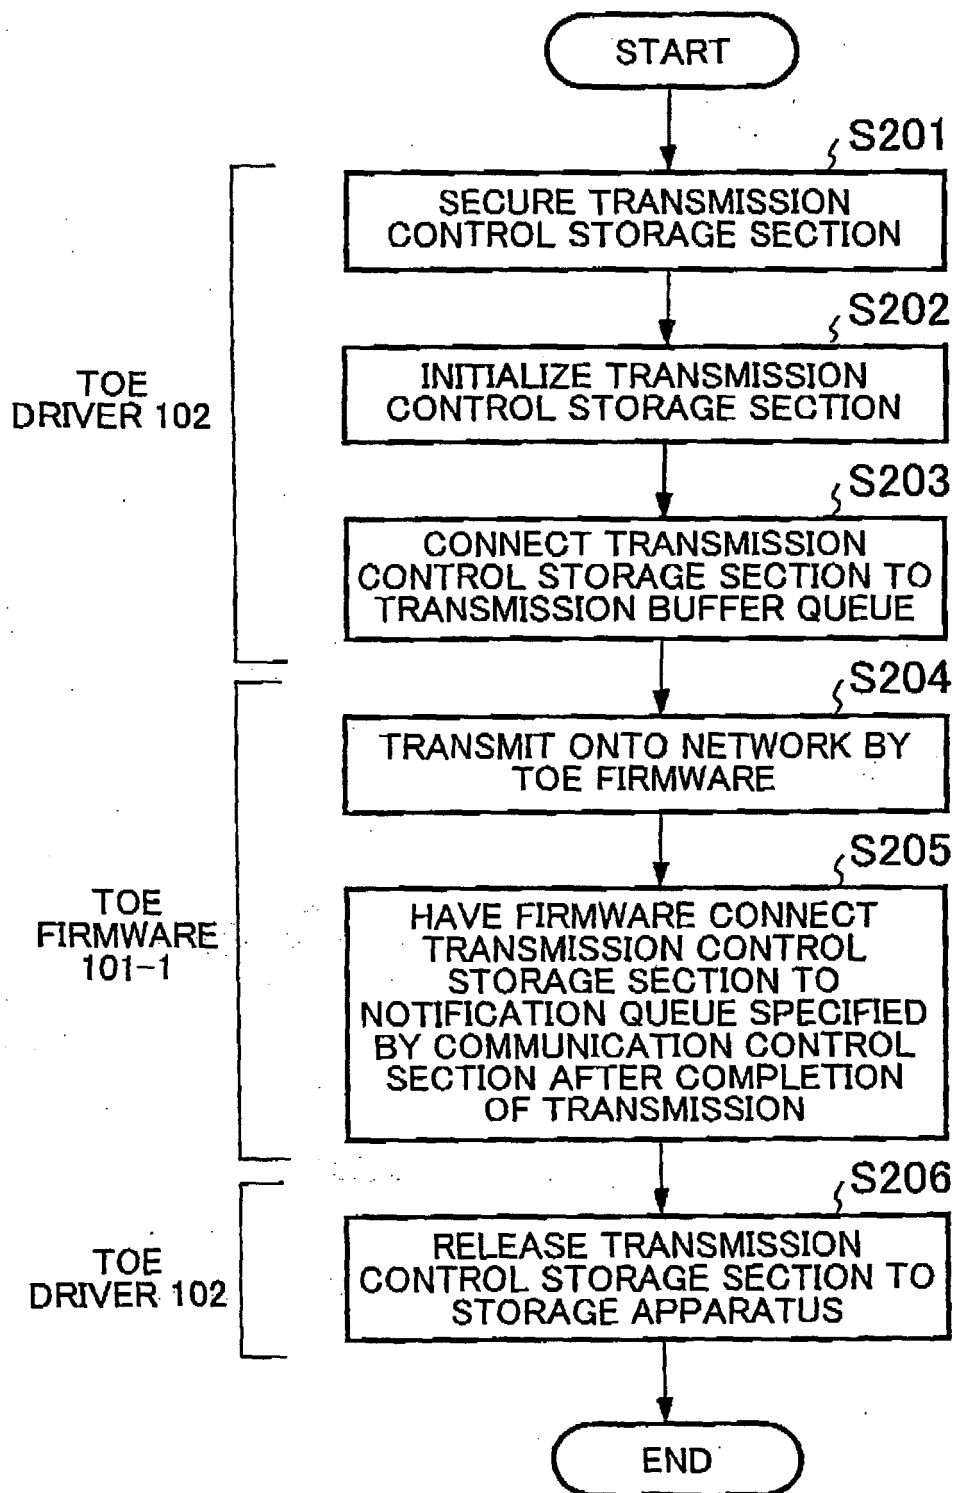 START
S201
SECURE TRANSMISSION
CONTROL STORAGE SECTION
S202
INITIALIZE TRANSMISSION
CONTROL STORAGE SECTION
TOE
DRIVER 102
S203
CONNECT TRANSMISSION
CONTROL STORAGE SECTION TO
TRANSMISSION BUFFER QUEUE
S204
TRANSMIT ONTO NETWORK BY
TOE FIRMWARE
S205
HAVE FIRMWARE CONNECT
TRANSMISSION CONTROL
STORAGE SECTION TO
NOTIFICATION QUEUE SPECIFIED
BY COMMUNICATION CONTROL
SECTION AFTER COMPLETION
OF TRANSMISSION
TOE
FIRMWARE
101-1
S206
RELEASE TRANSMISSION
CONTROL STORAGE SECTION TO
STORAGE APPARATUS
TOE
DRIVER 102
END